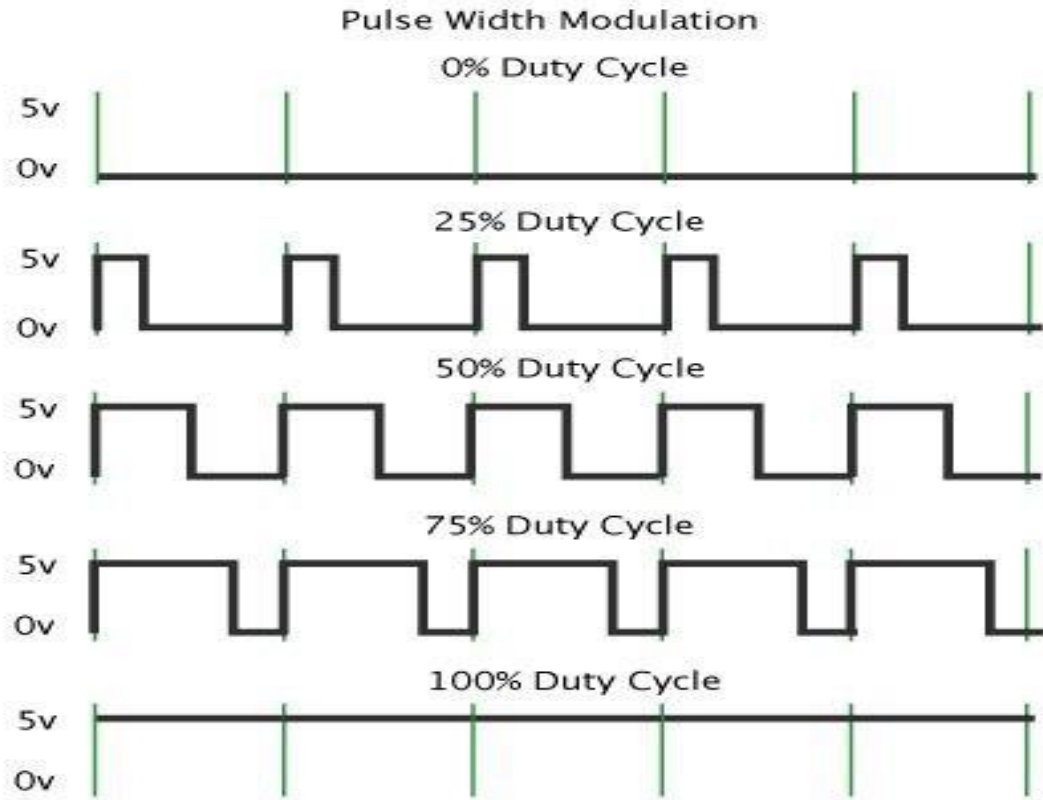 Pulse Width Modulation
0% Duty Cycle
5v
0v
25% Duty Cycle
5v
0v
50% Duty Cycle
5v
0v
75% Duty Cycle
5v
0v
100% Duty Cycle
5v
0v